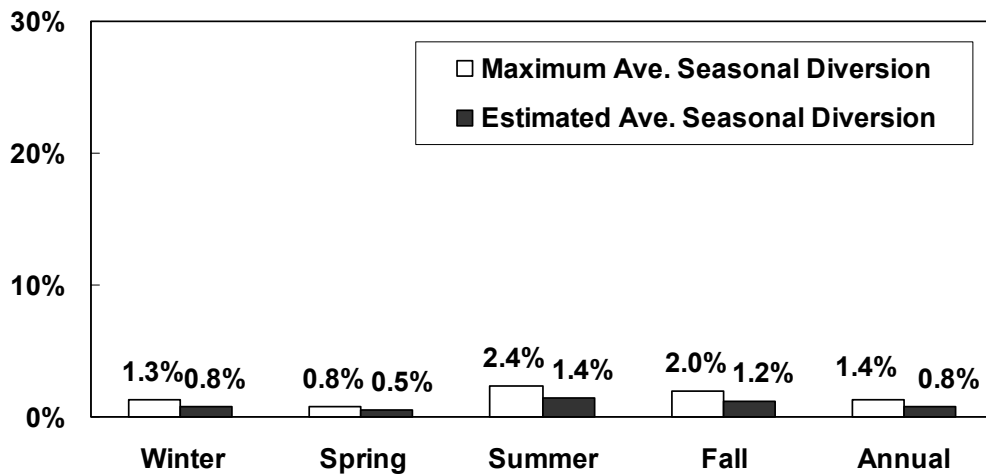 30%
Maximum Ave. Seasonal Diversion
Estimated Ave. Seasonal Diversion
20%
10%
1.3% 0.8% 0.8% 0.5% 2.4% 1.4% 2.0% 1.2% 1.4% 0.8%
0%
Winter Spring Summer Fall Annual